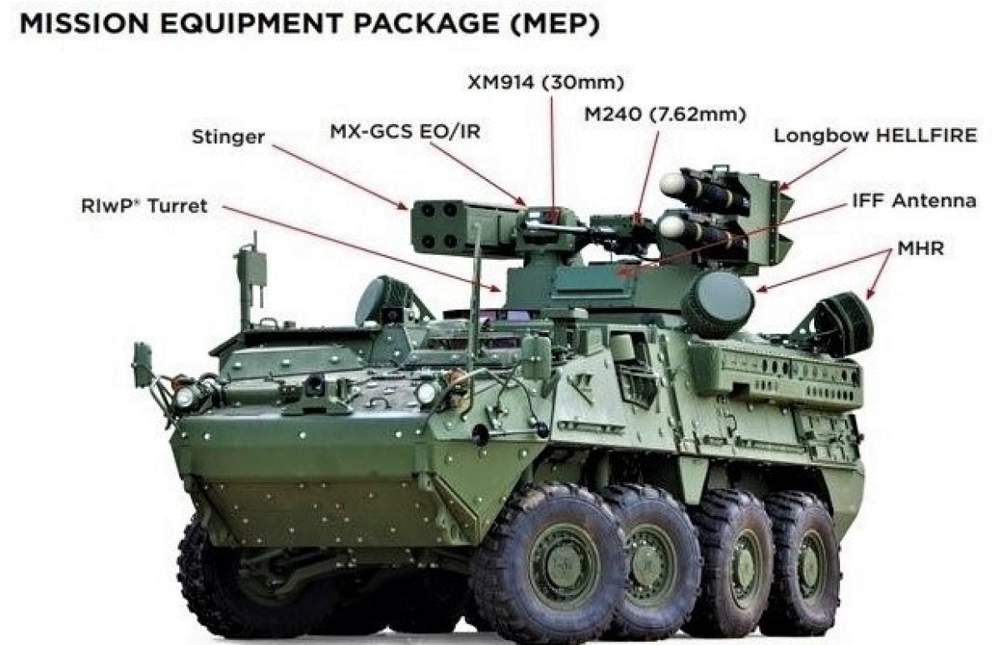 MISSION EQUIPMENT PACKAGE (MEP)
XM914 (30mm)
M240 (7.62mm)
MX-GCS EO/IR
Stinger
Longbow HELLFIRE
RIwP® Turret
IFF Antenna
MHR